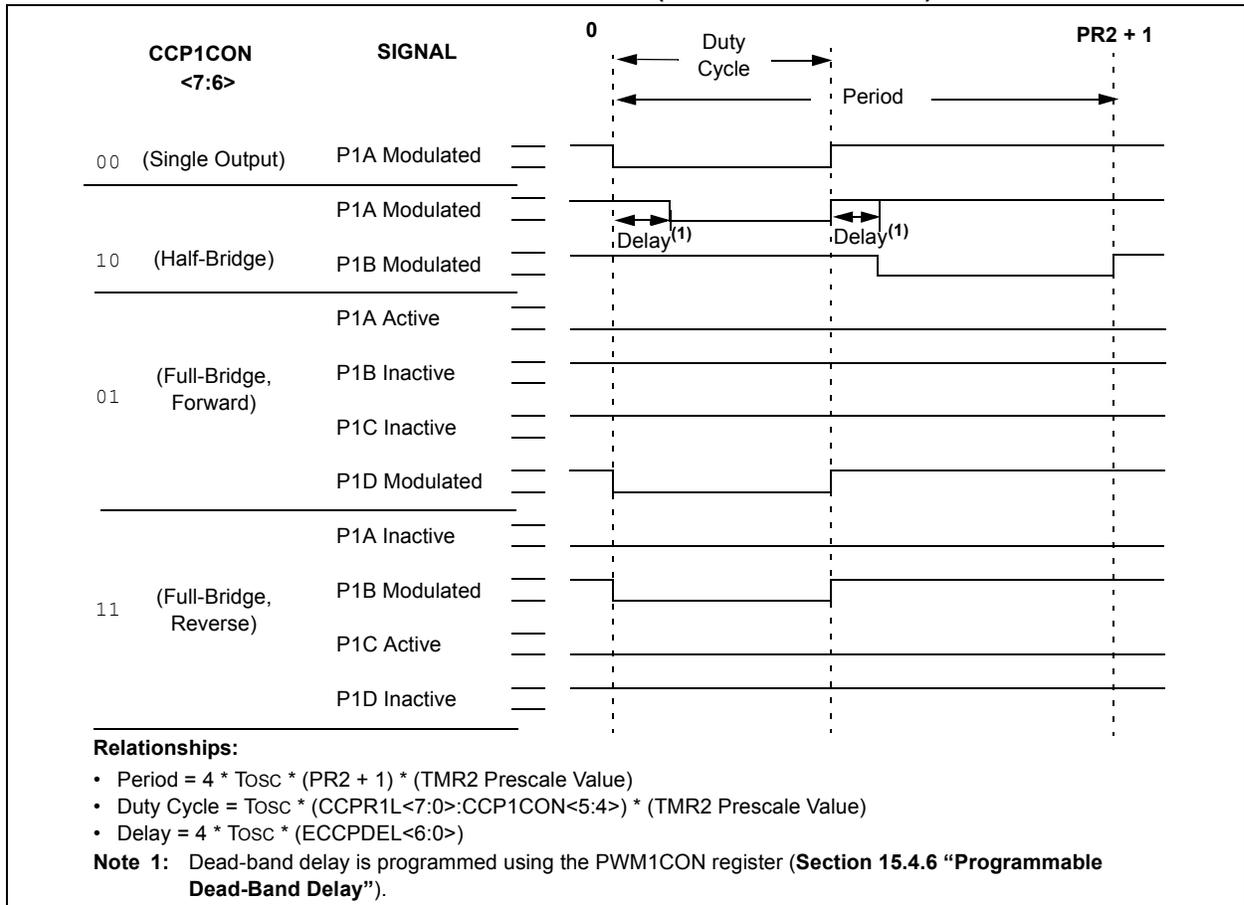 0
PR2 + 1
CCP1CON
<7:6>
SIGNAL
Duty
Cycle
Period
00 (Single Output) P1A Modulated
P1A Modulated
Delay(1)
Delay(1)
10 (Half-Bridge) P1B Modulated
P1A Active
01 (Full-Bridge,
Forward)
P1B Inactive
P1C Inactive
P1D Modulated
P1A Inactive
11 (Full-Bridge,
Reverse)
P1B Modulated
P1C Active
P1D Inactive
Relationships:
• Period = 4 * TOSC * (PR2 + 1) * (TMR2 Prescale Value)
• Duty Cycle = TOSC * (CCPR1L<7:0>:CCP1CON<5:4>) * (TMR2 Prescale Value)
• Delay = 4 * TOSC * (ECCPDEL<6:0>)
Note 1: Dead-band delay is programmed using the PWM1CON register (Section 15.4.6 “Programmable
Dead-Band Delay”).